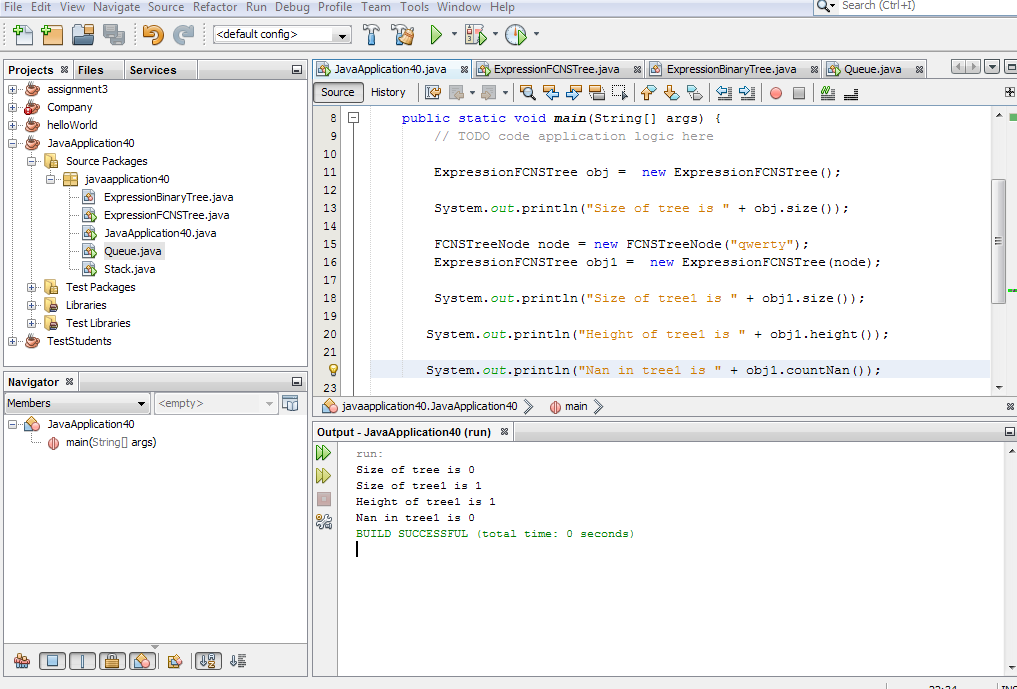 File Edit View Navigate Source Refactor Run Debug Profile Team Tools Window Help
Search (Ctrl+I)
<default config>
Projects Files Services
assignment3
Company
helloWorld
JavaApplication40
Source Packages
javaapplication40
ExpressionBinaryTree.java
ExpressionFCNSTree.java
JavaApplication40.java
Queue.java
Stack.java
Test Packages
Libraries
Test Libraries
TestStudents
Navigator
Members <empty>
JavaApplication40
main(String[] args)
JavaApplication40.java ExpressionFCNSTree.java ExpressionBinaryTree.java Queue.java
Source History
8 public static void main(String[] args) {
9 // TODO code application logic here
10
11 ExpressionFCNSTree obj = new ExpressionFCNSTree();
12
13 System.out.println("Size of tree is " + obj.size());
14
15 FCNSTreeNode node = new FCNSTreeNode("qwerty");
16 ExpressionFCNSTree obj1 = new ExpressionFCNSTree(node);
17
18 System.out.println("Size of tree1 is " + obj1.size());
19
20 System.out.println("Height of tree1 is " + obj1.height());
21
System.out.println("Nan in tree1 is " + obj1.countNan());
23
javaapplication40.JavaApplication40 main
Output - JavaApplication40 (run)
run:
Size of tree is 0
Size of tree1 is 1
Height of tree1 is 1
Nan in tree1 is 0
BUILD SUCCESSFUL (total time: 0 seconds)